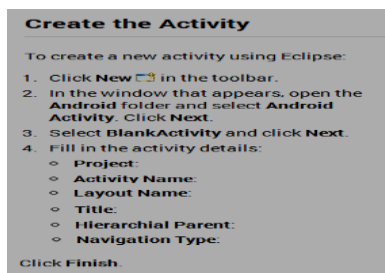 Create the Activity
To create a new activity using Eclipse:
1. Click New in the toolbar.
2. In the window that appears, open the
Android folder and select Android
Activity. Click Next.
3. Select BlankActivity and click Next.
4. Fill in the activity details:
○ Project:
○ Activity Name:
○ Layout Name:
○ Title:
○ Hierarchial Parent:
○ Navigation Type:
Click Finish.